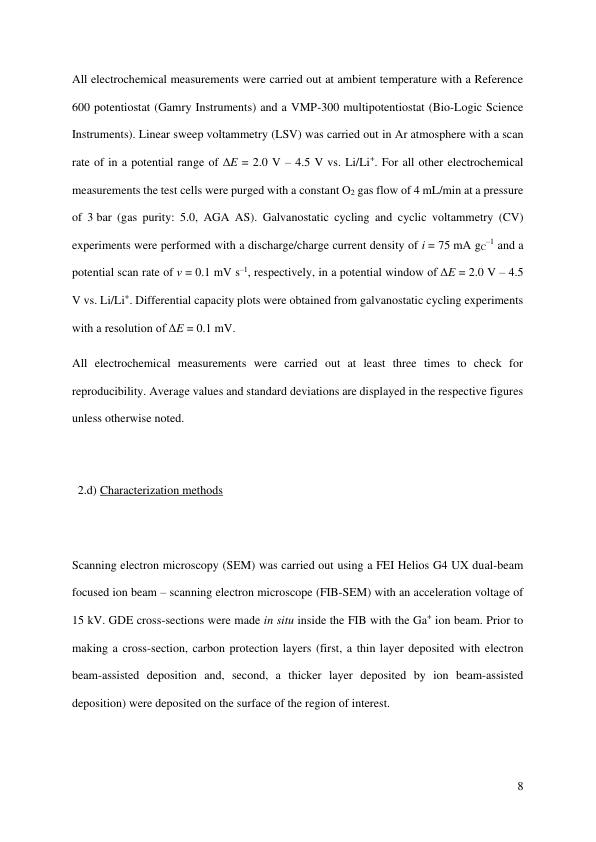 All electrochemical measurements were carried out at ambient temperature with a Reference
600 potentiostat (Gamry Instruments) and a VMP-300 multipotentiostat (Bio-Logic Science
Instruments). Linear sweep voltammetry (LSV) was carried out in Ar atmosphere with a scan
rate of in a potential range of ΔE = 2.0 V – 4.5 V vs. Li/Li⁺. For all other electrochemical
measurements the test cells were purged with a constant O₂ gas flow of 4 mL/min at a pressure
of 3 bar (gas purity: 5.0, AGA AS). Galvanostatic cycling and cyclic voltammetry (CV)
experiments were performed with a discharge/charge current density of i = 75 mA g_C⁻¹ and a
potential scan rate of v = 0.1 mV s⁻¹, respectively, in a potential window of ΔE = 2.0 V – 4.5
V vs. Li/Li⁺. Differential capacity plots were obtained from galvanostatic cycling experiments
with a resolution of ΔE = 0.1 mV.
All electrochemical measurements were carried out at least three times to check for
reproducibility. Average values and standard deviations are displayed in the respective figures
unless otherwise noted.
2.d) Characterization methods
Scanning electron microscopy (SEM) was carried out using a FEI Helios G4 UX dual-beam
focused ion beam – scanning electron microscope (FIB-SEM) with an acceleration voltage of
15 kV. GDE cross-sections were made in situ inside the FIB with the Ga⁺ ion beam. Prior to
making a cross-section, carbon protection layers (first, a thin layer deposited with electron
beam-assisted deposition and, second, a thicker layer deposited by ion beam-assisted
deposition) were deposited on the surface of the region of interest.
8